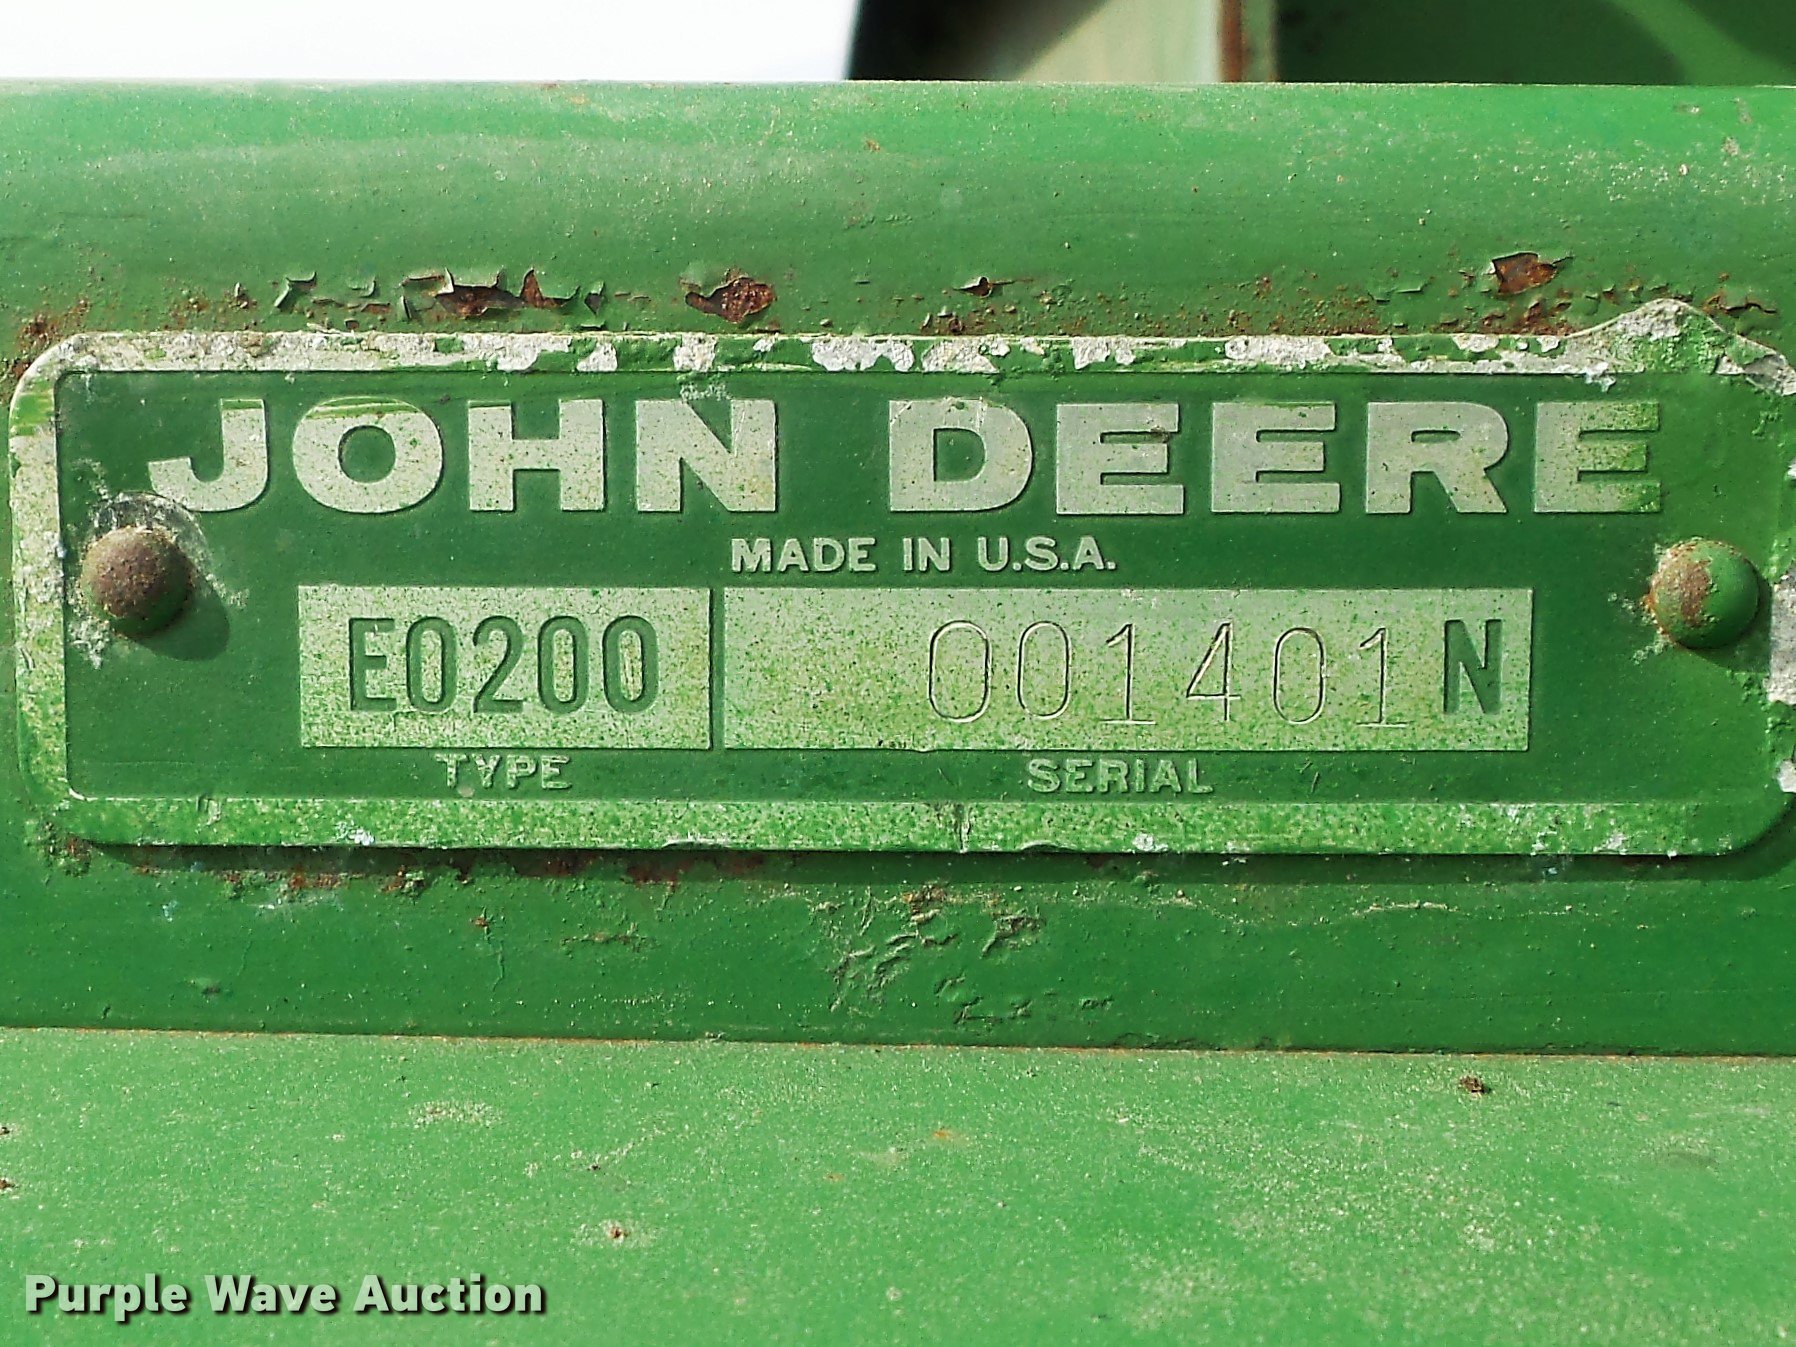 JOHN DEERE
MADE IN U.S.A.
E0200 001401N
TYPE SERIAL
Purple Wave Auction